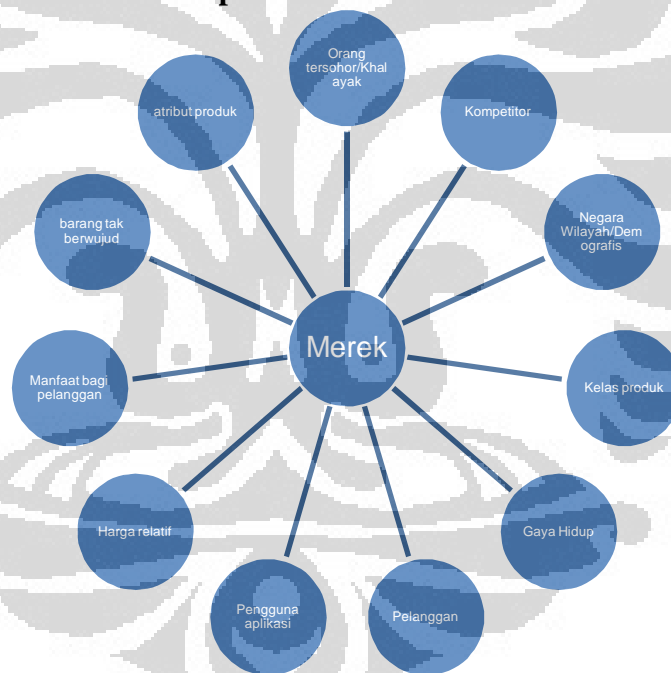 Orang
tersohor/Khal
ayak
Kompetitor
Negara
Wilayah/Dem
ografis
Kelas produk
Gaya Hidup
Pelanggan
Pengguna
aplikasi
Harga relatif
Manfaat bagi
pelanggan
barang tak
berwujud
atribut produk
Merek